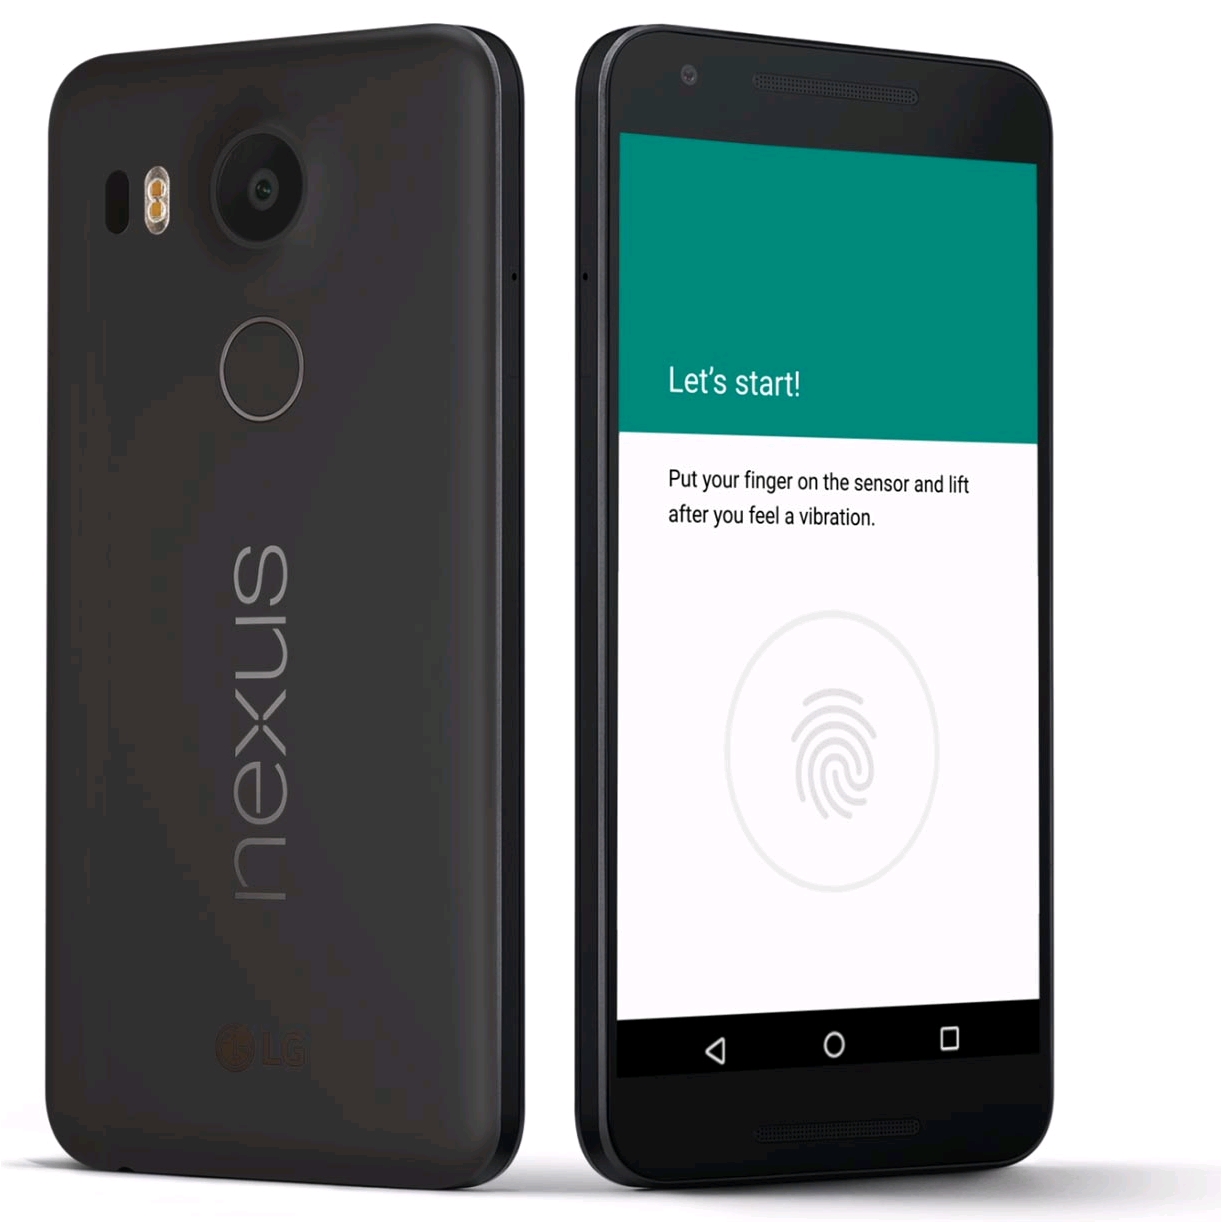 nexus
LG
Let's start!
Put your finger on the sensor and lift
after you feel a vibration.